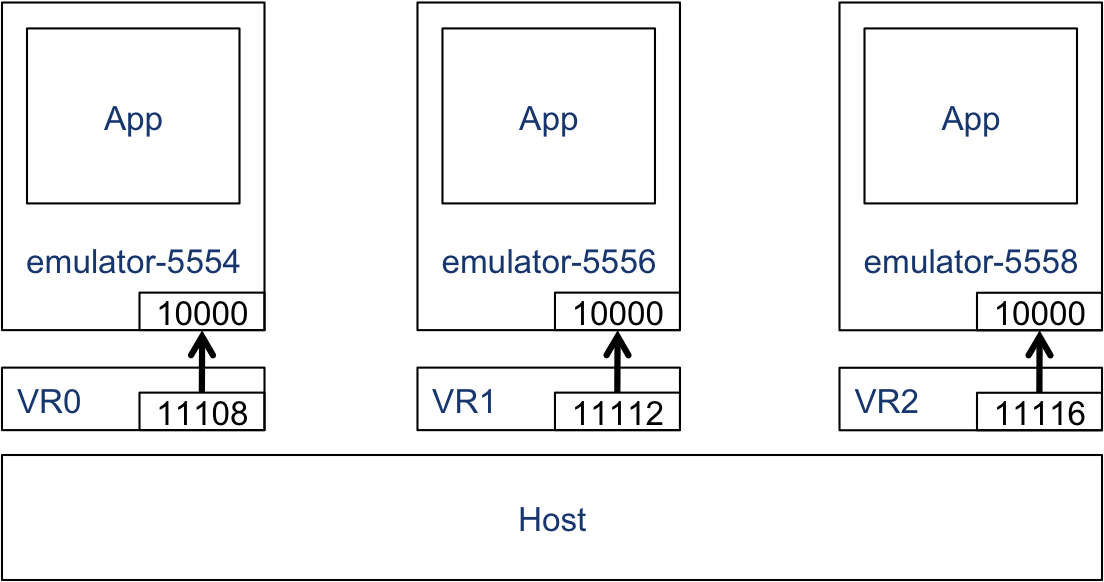 App
App
App
emulator-5554
emulator-5556
emulator-5558
10000
10000
10000
VR0
11108
VR1
11112
VR2
11116
Host